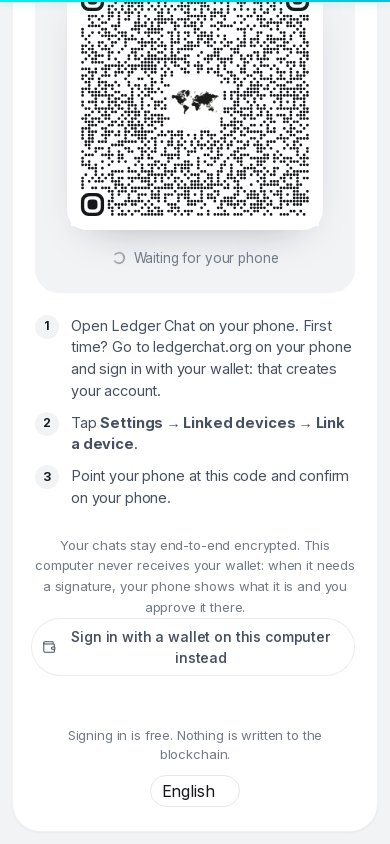 Waiting for your phone
1 Open Ledger Chat on your phone. First
time? Go to ledgerchat.org on your phone
and sign in with your wallet: that creates
your account.
2 Tap Settings → Linked devices → Link
a device.
3 Point your phone at this code and confirm
on your phone.
Your chats stay end-to-end encrypted. This
computer never receives your wallet: when it needs
a signature, your phone shows what it is and you
approve it there.
Sign in with a wallet on this computer
instead
Signing in is free. Nothing is written to the
blockchain.
English